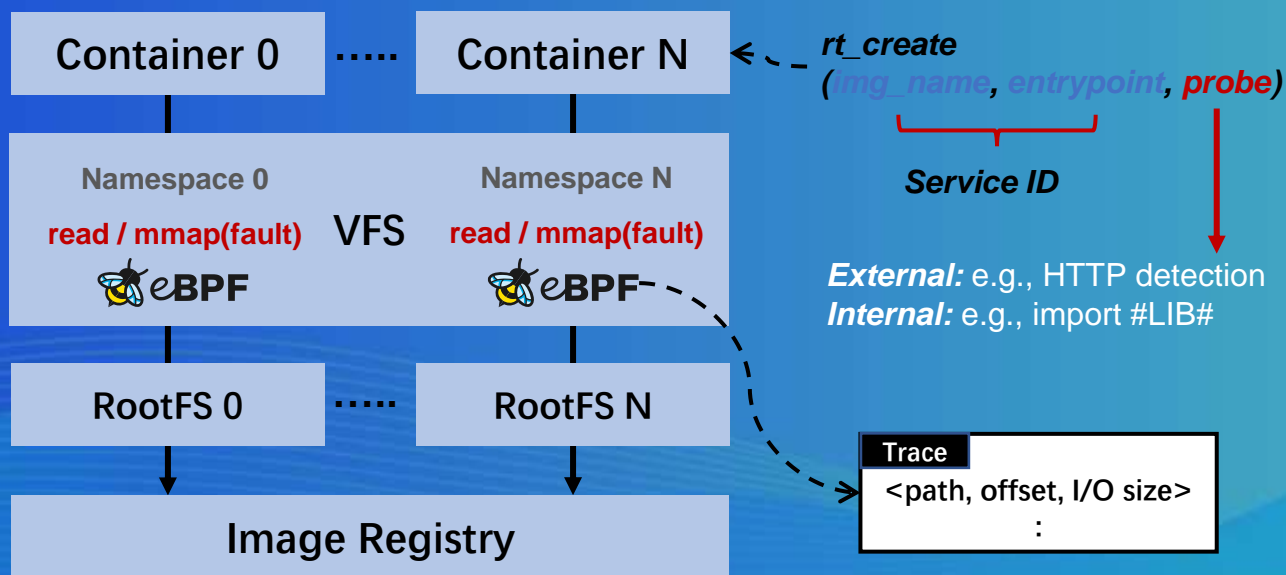 Container 0
.....
Container N
rt_create
(img_name, entrypoint, probe)
Service ID
Namespace 0
Namespace N
read / mmap(fault)
VFS
read / mmap(fault)
eBPF
eBPF
External: e.g., HTTP detection
Internal: e.g., import #LIB#
RootFS 0
.....
RootFS N
Trace
<path, offset, I/O size>
:
Image Registry